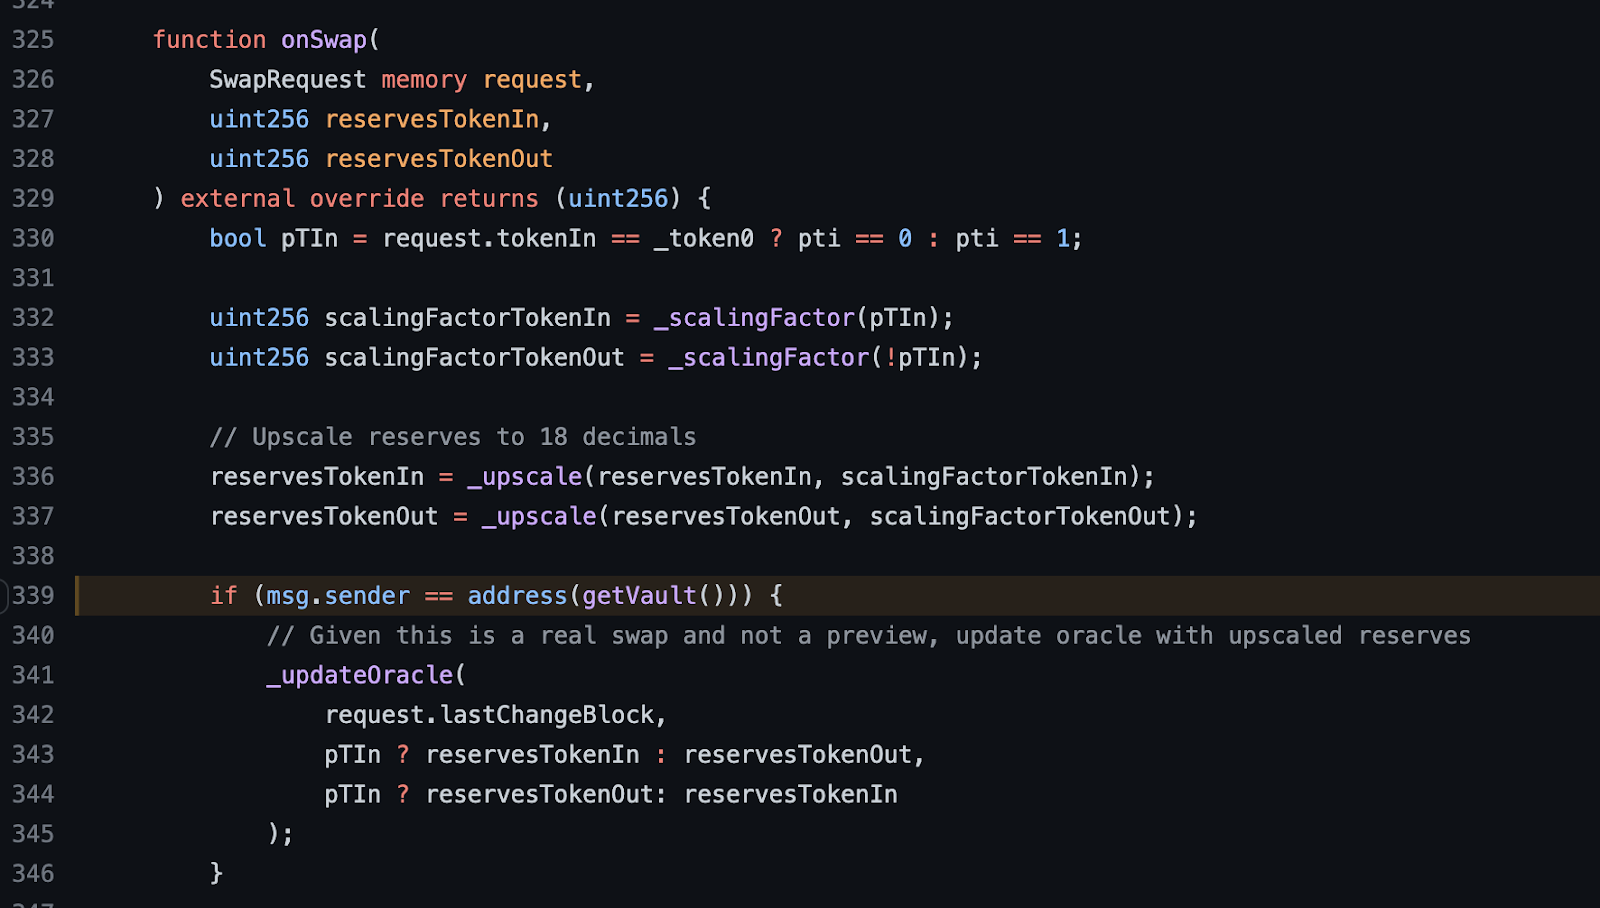 324
325 function onSwap(
326 SwapRequest memory request,
327 uint256 reservesTokenIn,
328 uint256 reservesTokenOut
329 ) external override returns (uint256) {
330 bool pTIn = request.tokenIn == _token0 ? pti == 0 : pti == 1;
331
332 uint256 scalingFactorTokenIn = _scalingFactor(pTIn);
333 uint256 scalingFactorTokenOut = _scalingFactor(!pTIn);
334
335 // Upscale reserves to 18 decimals
336 reservesTokenIn = _upscale(reservesTokenIn, scalingFactorTokenIn);
337 reservesTokenOut = _upscale(reservesTokenOut, scalingFactorTokenOut);
338
339 if (msg.sender == address(getVault())) {
340 // Given this is a real swap and not a preview, update oracle with upscaled reserves
341 _updateOracle(
342 request.lastChangeBlock,
343 pTIn ? reservesTokenIn : reservesTokenOut,
344 pTIn ? reservesTokenOut: reservesTokenIn
345 );
346 }
347